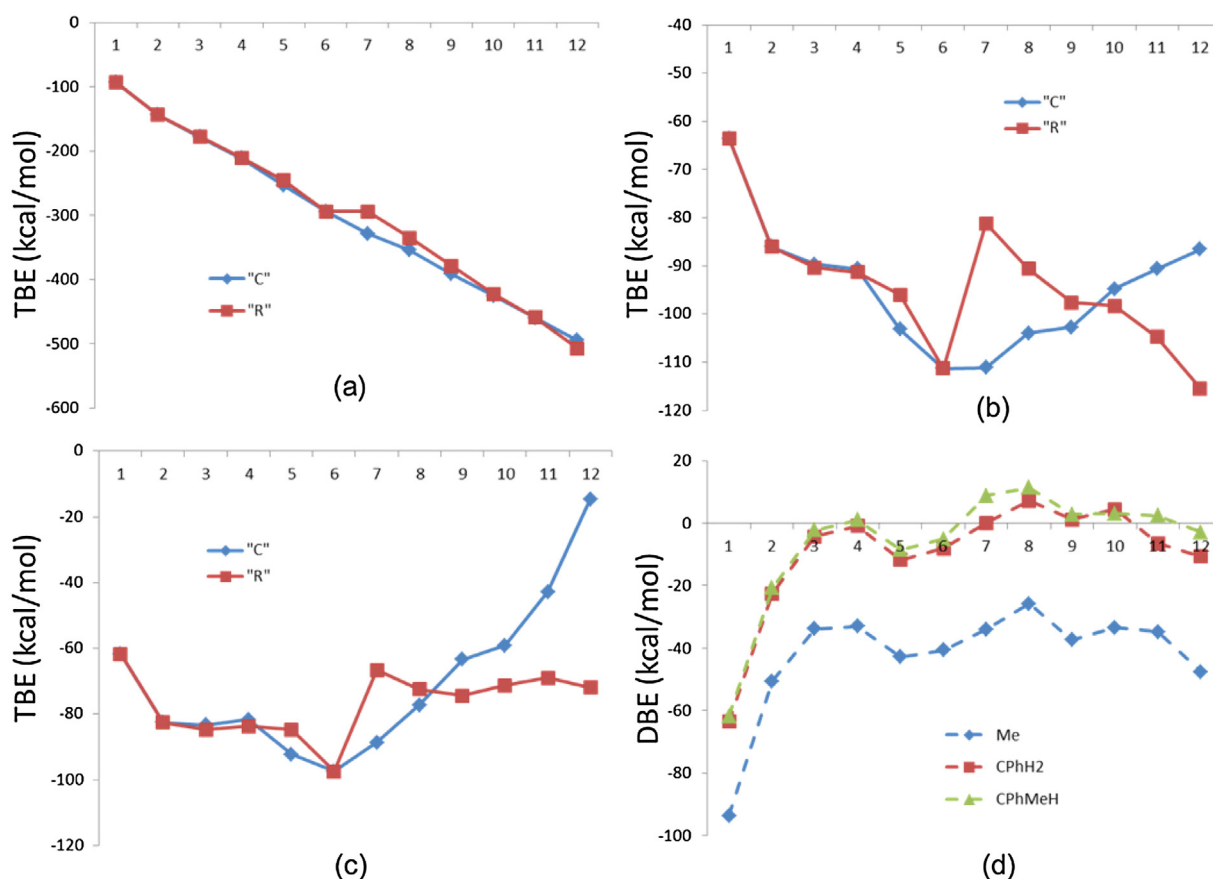 0
1 2 3 4 5 6 7 8 9 10 11 12
-100
-200
-300
-400
-500
-600
TBE (kcal/mol)
"C"
"R"
(a)
-40
1 2 3 4 5 6 7 8 9 10 11 12
-50
-60
-70
-80
-90
-100
-110
-120
TBE (kcal/mol)
"C"
"R"
(b)
0
1 2 3 4 5 6 7 8 9 10 11 12
-20
-40
-60
-80
-100
-120
TBE (kcal/mol)
"C"
"R"
(c)
20
0
1 2 3 4 5 6 7 8 9 10 11 12
-20
-40
-60
-80
-100
DBE (kcal/mol)
Me
CPhH2
CPhMeH
(d)